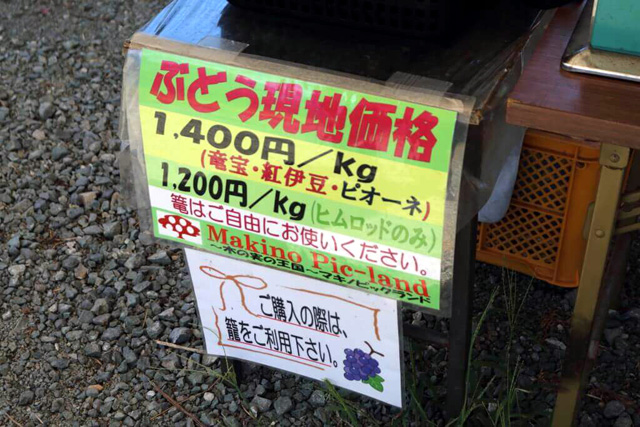 ぶどう現地価格
1,400円／kg
(竜宝・紅伊豆・ピオーネ)
1,200円／kg(ヒムロッドのみ)
篭はご自由にお使いください。
Makino Pic-land
～木の実の王国～マキノピックランド
ご購入の際は、
籠をご利用下さい。